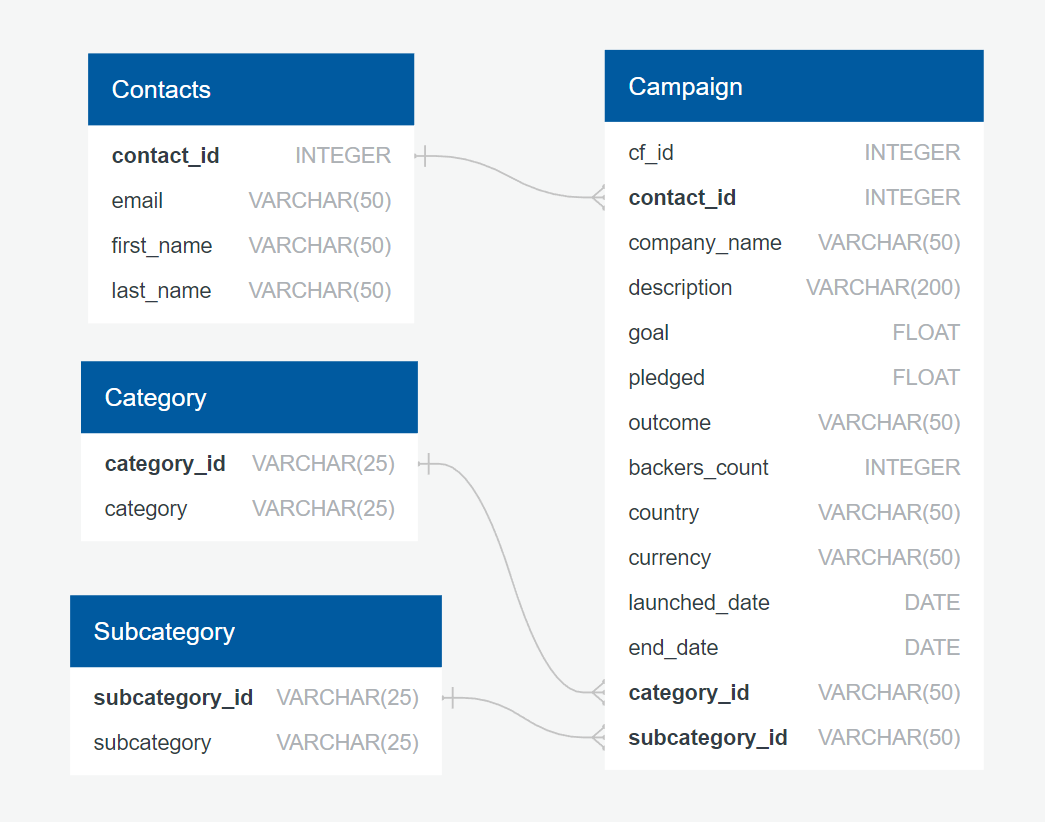 Contacts
contact_id INTEGER
email VARCHAR(50)
first_name VARCHAR(50)
last_name VARCHAR(50)
Category
category_id VARCHAR(25)
category VARCHAR(25)
Subcategory
subcategory_id VARCHAR(25)
subcategory VARCHAR(25)
Campaign
cf_id INTEGER
contact_id INTEGER
company_name VARCHAR(50)
description VARCHAR(200)
goal FLOAT
pledged FLOAT
outcome VARCHAR(50)
backers_count INTEGER
country VARCHAR(50)
currency VARCHAR(50)
launched_date DATE
end_date DATE
category_id VARCHAR(50)
subcategory_id VARCHAR(50)